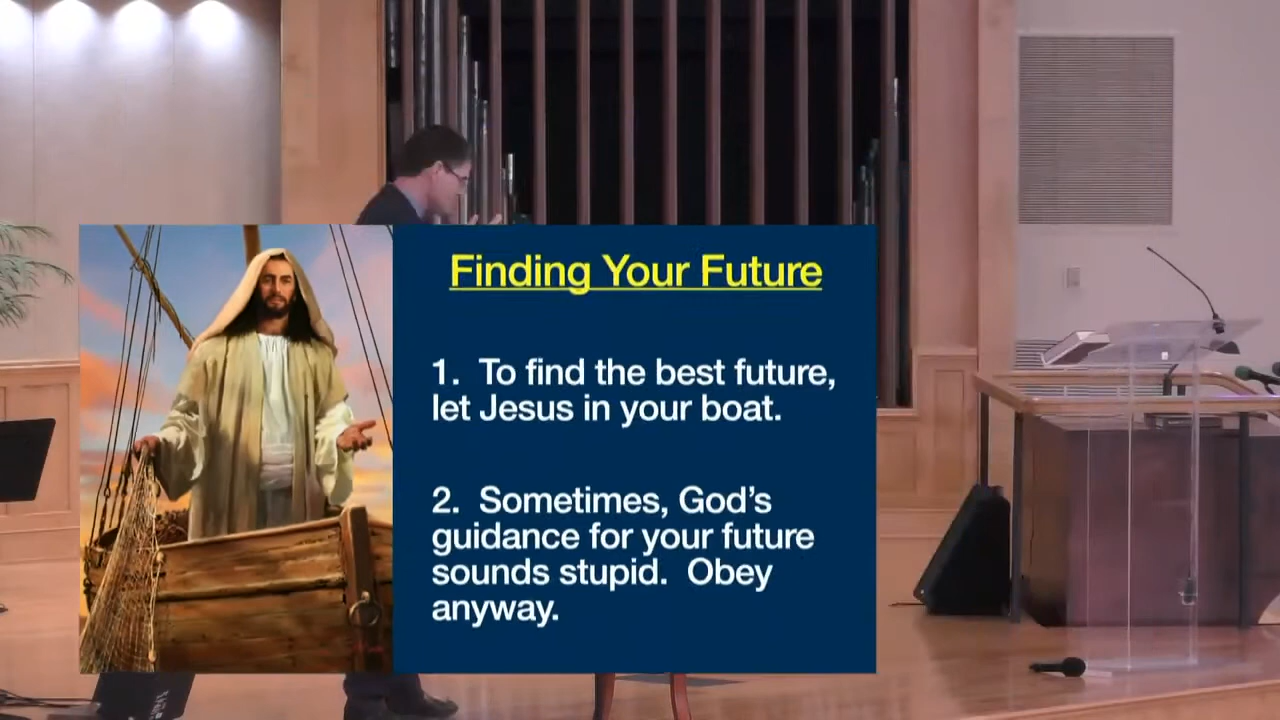 Finding Your Future
1. To find the best future,
let Jesus in your boat.
2. Sometimes, God's
guidance for your future
sounds stupid. Obey
anyway.